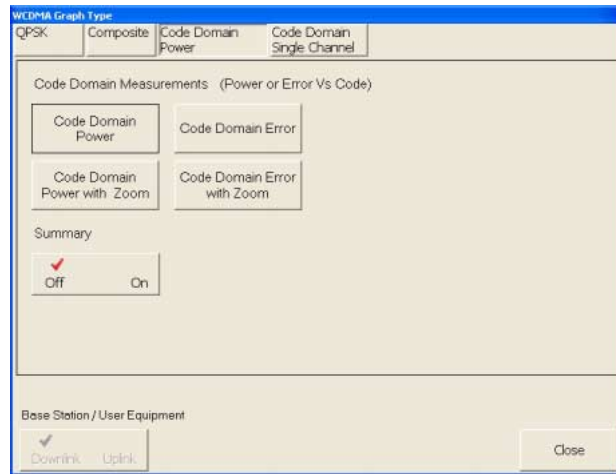 WCDMA Graph Type
QPSK Composite Code Domain Code Domain
Power Single Channel
Code Domain Measurements (Power or Error Vs Code)
Code Domain
Power
Code Domain Error
Code Domain
Power with Zoom
Code Domain Error
with Zoom
Summary
Off On
Base Station / User Equipment
Downlink Uplink
Close